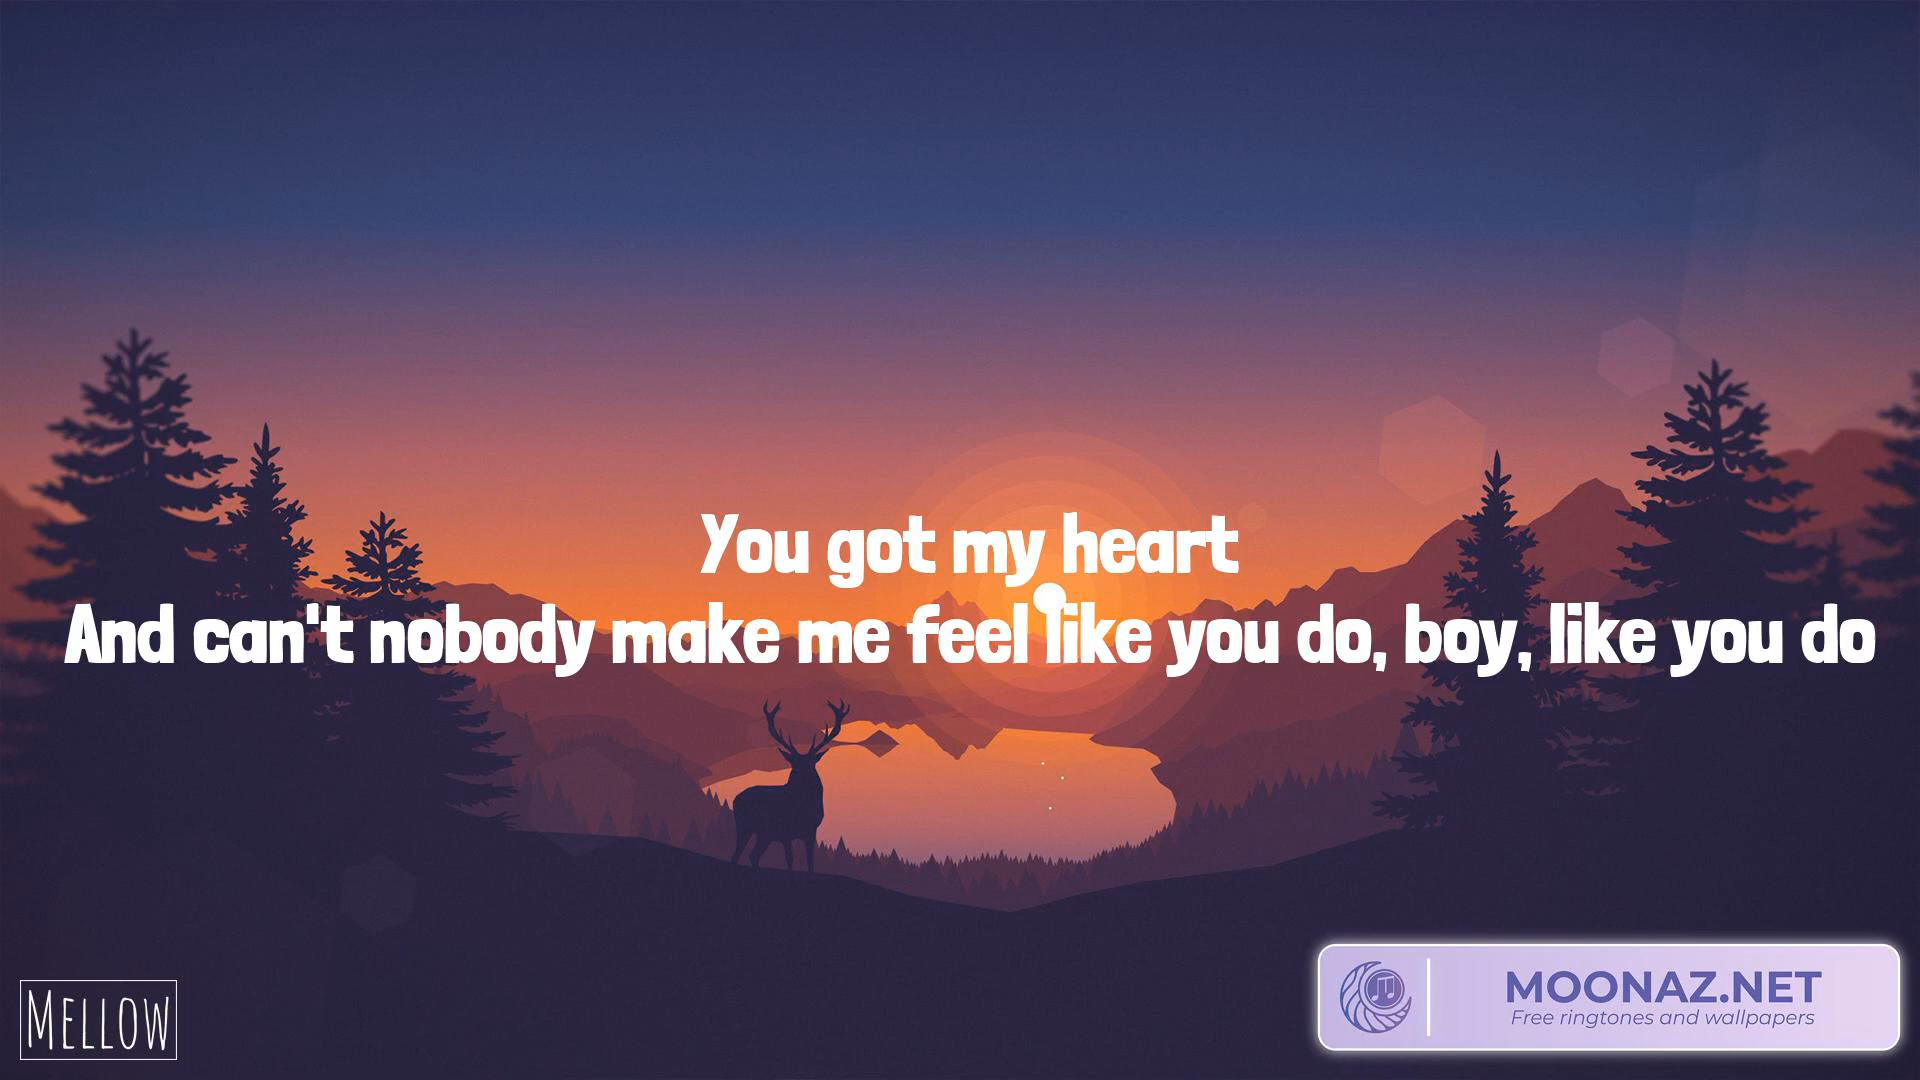 You got my heart
And can't nobody make me feel like you do, boy, like you do
MELLOW
MOONAZ.NET
Free ringtones and wallpapers